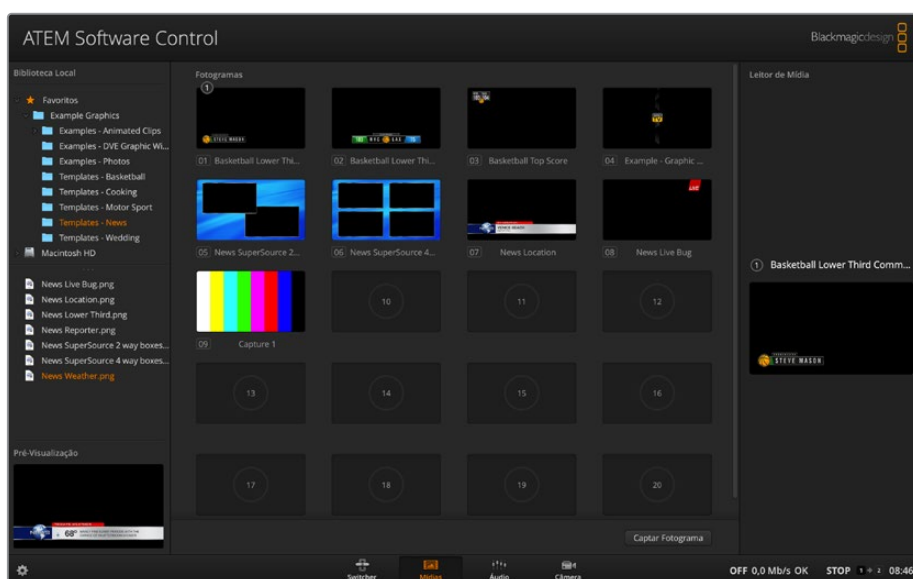 ATEM Software Control
Blackmagicdesign
Biblioteca Local
Favoritos
Example Graphics
Examples - Animated Clips
Examples - DVE Graphic Wi...
Examples - Photos
Templates - Basketball
Templates - Cooking
Templates - Motor Sport
Templates - News
Templates - Wedding
Macintosh HD
News Live Bug.png
News Location.png
News Lower Third.png
News Reporter.png
News SuperSource 2 way boxes...
News SuperSource 4 way boxes...
News Weather.png
Pré-Visualização
68°
Fotogramas
1
STEVE MASON
01 Basketball Lower Thi...
02 Basketball Lower Thi...
03 Basketball Top Score
04 Example - Graphic ...
LIVE
05 News SuperSource 2...
06 News SuperSource 4...
07 News Location
08 News Live Bug
09 Capture 1
10
11
12
13
14
15
16
17
18
19
20
Captar Fotograma
Leitor de Mídia
1 Basketball Lower Third Comm...
STEVE MASON
Switcher
Mídias
Áudio
Câmera
OFF 0,0 Mb/s OK STOP 1 + 2 08:46